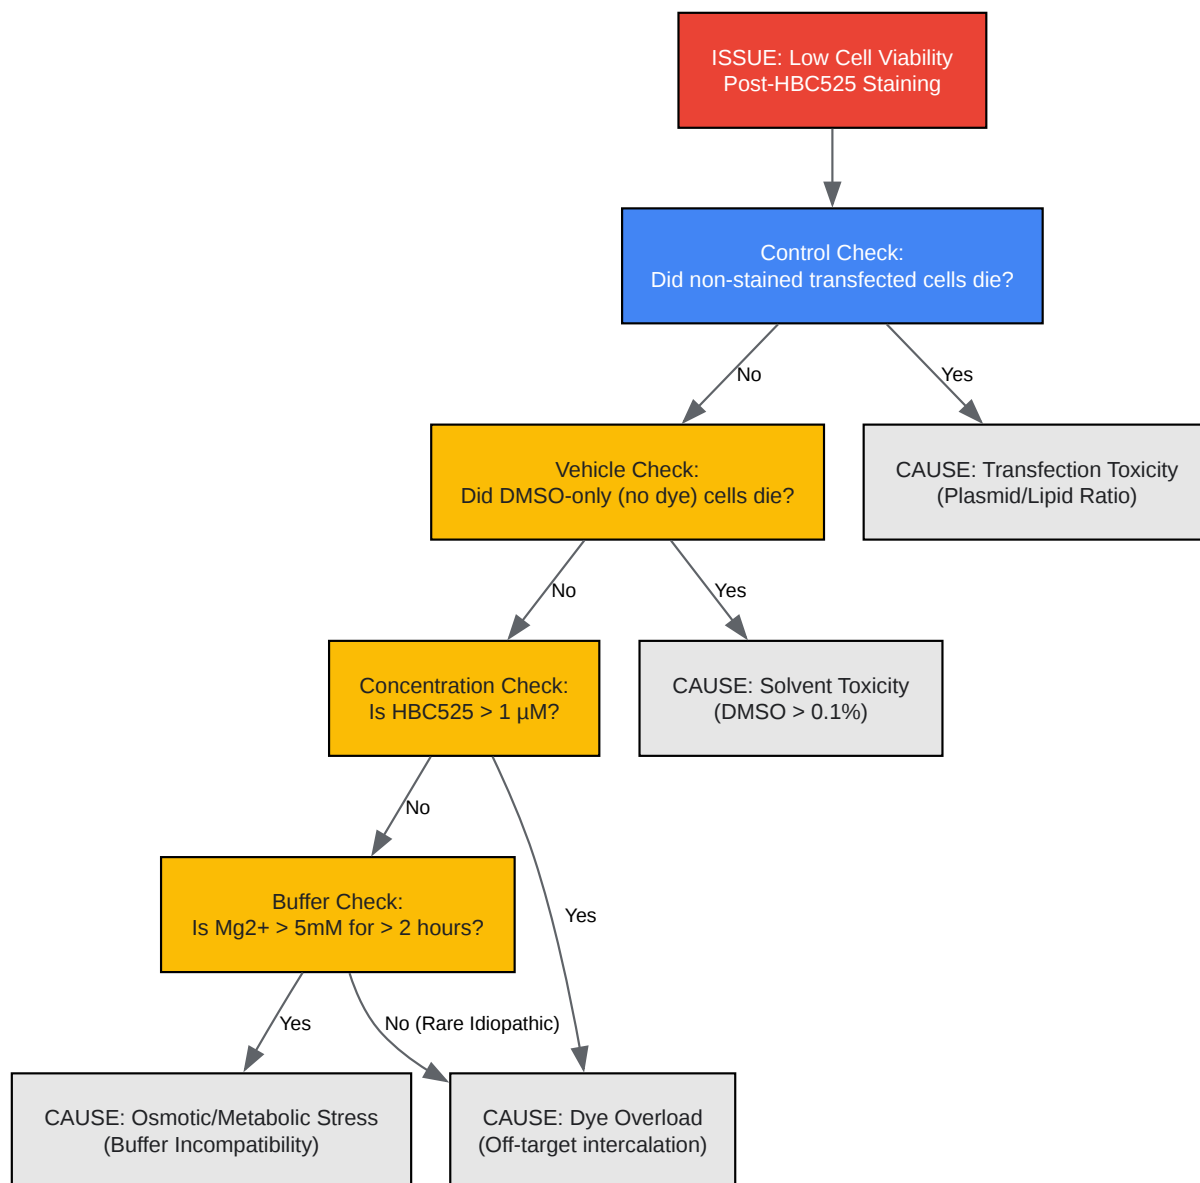 ISSUE: Low Cell Viability
Post-HBC525 Staining
Control Check:
Did non-stained transfected cells die?
No
Yes
Vehicle Check:
Did DMSO-only (no dye) cells die?
CAUSE: Transfection Toxicity
(Plasmid/Lipid Ratio)
No
Yes
Concentration Check:
Is HBC525 > 1 µM?
CAUSE: Solvent Toxicity
(DMSO > 0.1%)
No
Yes
Buffer Check:
Is Mg2+ > 5mM for > 2 hours?
Yes
No (Rare Idiopathic)
CAUSE: Osmotic/Metabolic Stress
(Buffer Incompatibility)
CAUSE: Dye Overload
(Off-target intercalation)